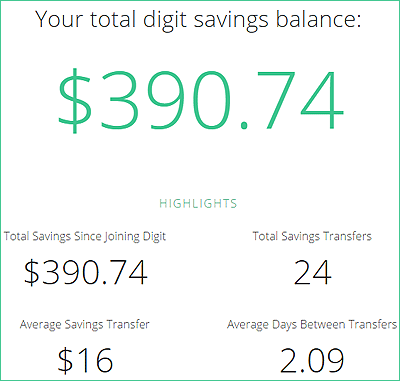 Your total digit savings balance:
$390.74
HIGHLIGHTS
Total Savings Since Joining Digit
$390.74
Total Savings Transfers
24
Average Savings Transfer
$16
Average Days Between Transfers
2.09